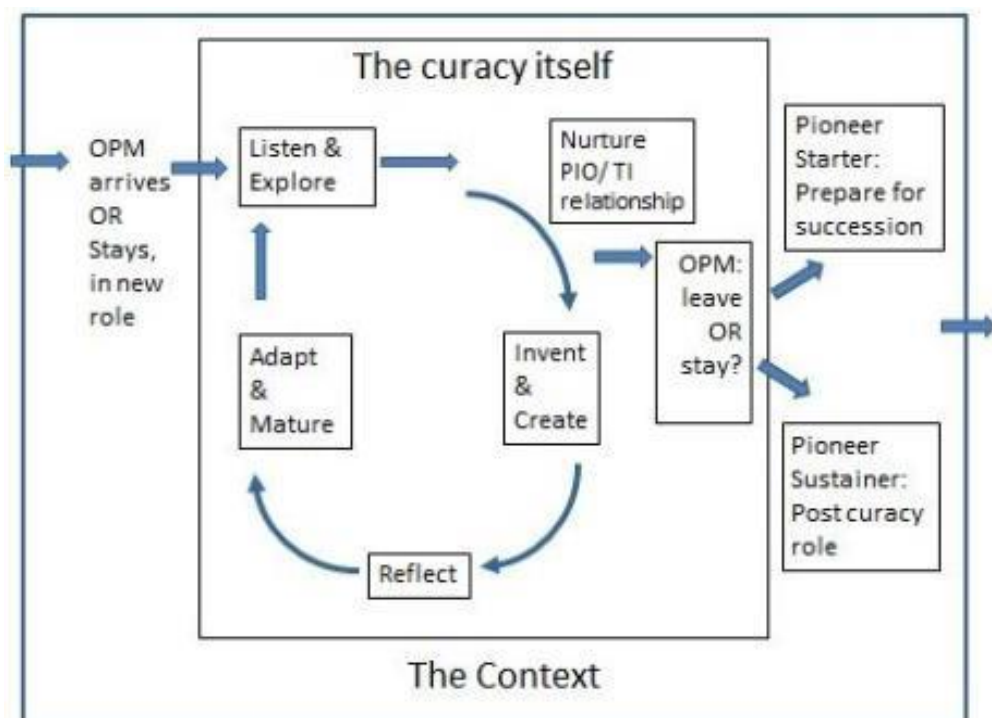 The curacy itself
OPM
arrives
OR
Stays,
in new
role
Listen &
Explore
Nurture
PIO/ TI
relationship
Pioneer
Starter:
Prepare for
succession
OPM:
leave
OR
stay?
Adapt
&
Mature
Invent
&
Create
Pioneer
Sustainer:
Post curacy
role
Reflect
The Context